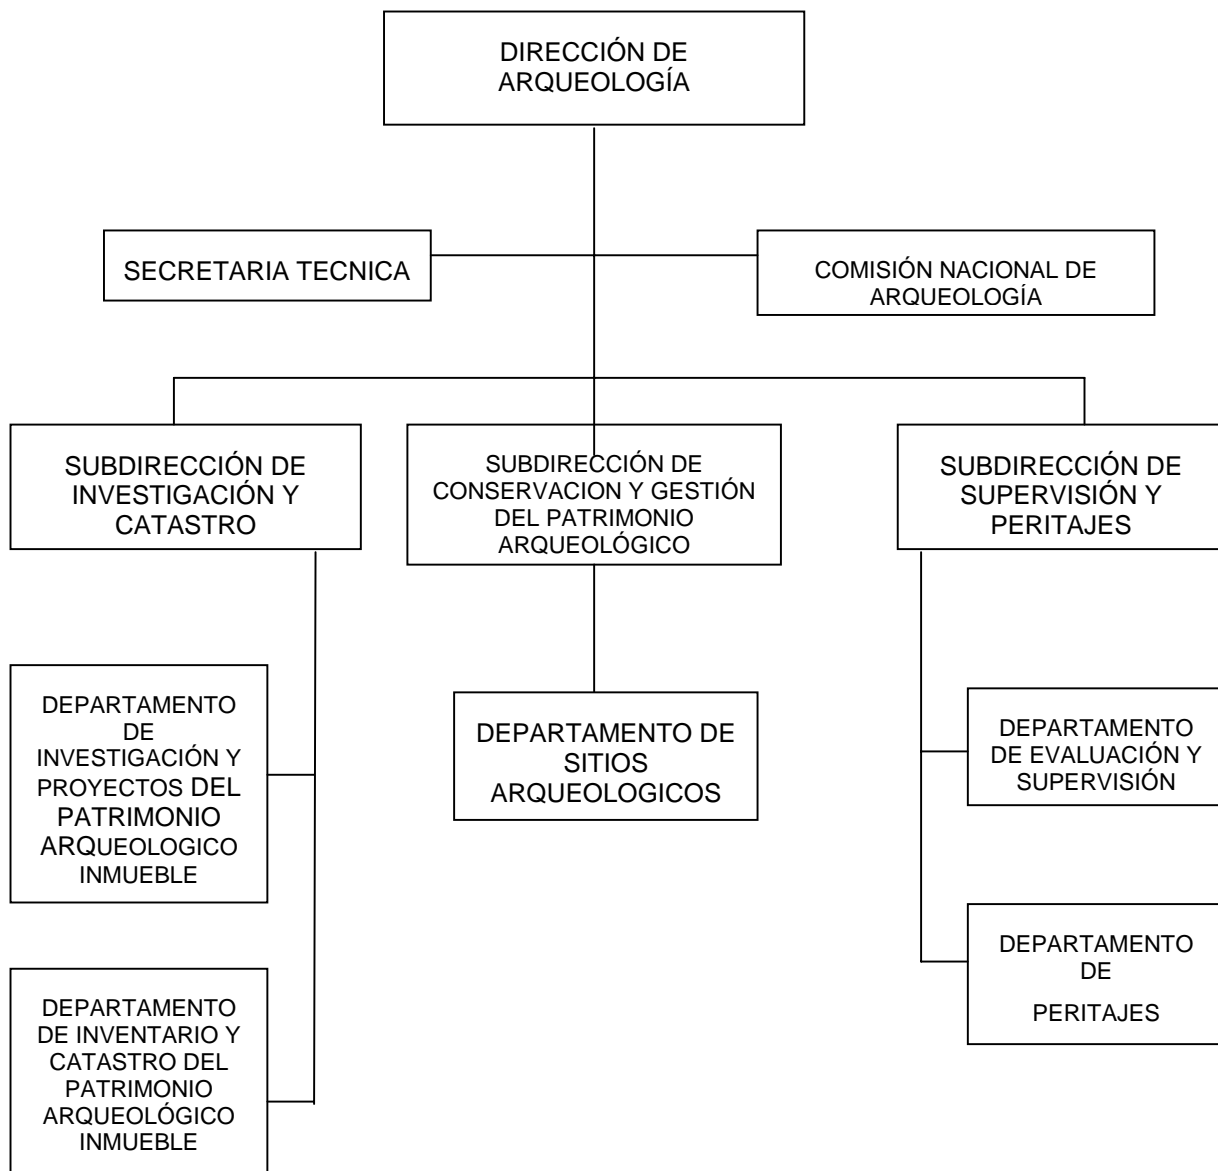 DIRECCIÓN DE
ARQUEOLOGÍA
SECRETARIA TECNICA
COMISIÓN NACIONAL DE
ARQUEOLOGÍA
SUBDIRECCIÓN DE
INVESTIGACIÓN Y
CATASTRO
SUBDIRECCIÓN DE
CONSERVACION Y GESTIÓN
DEL PATRIMONIO
ARQUEOLÓGICO
SUBDIRECCIÓN DE
SUPERVISIÓN Y
PERITAJES
DEPARTAMENTO
DE
INVESTIGACIÓN Y
PROYECTOS DEL
PATRIMONIO
ARQUEOLOGICO
INMUEBLE
DEPARTAMENTO DE
SITIOS
ARQUEOLOGICOS
DEPARTAMENTO
DE EVALUACIÓN Y
SUPERVISIÓN
DEPARTAMENTO
DE INVENTARIO Y
CATASTRO DEL
PATRIMONIO
ARQUEOLÓGICO
INMUEBLE
DEPARTAMENTO
DE
PERITAJES